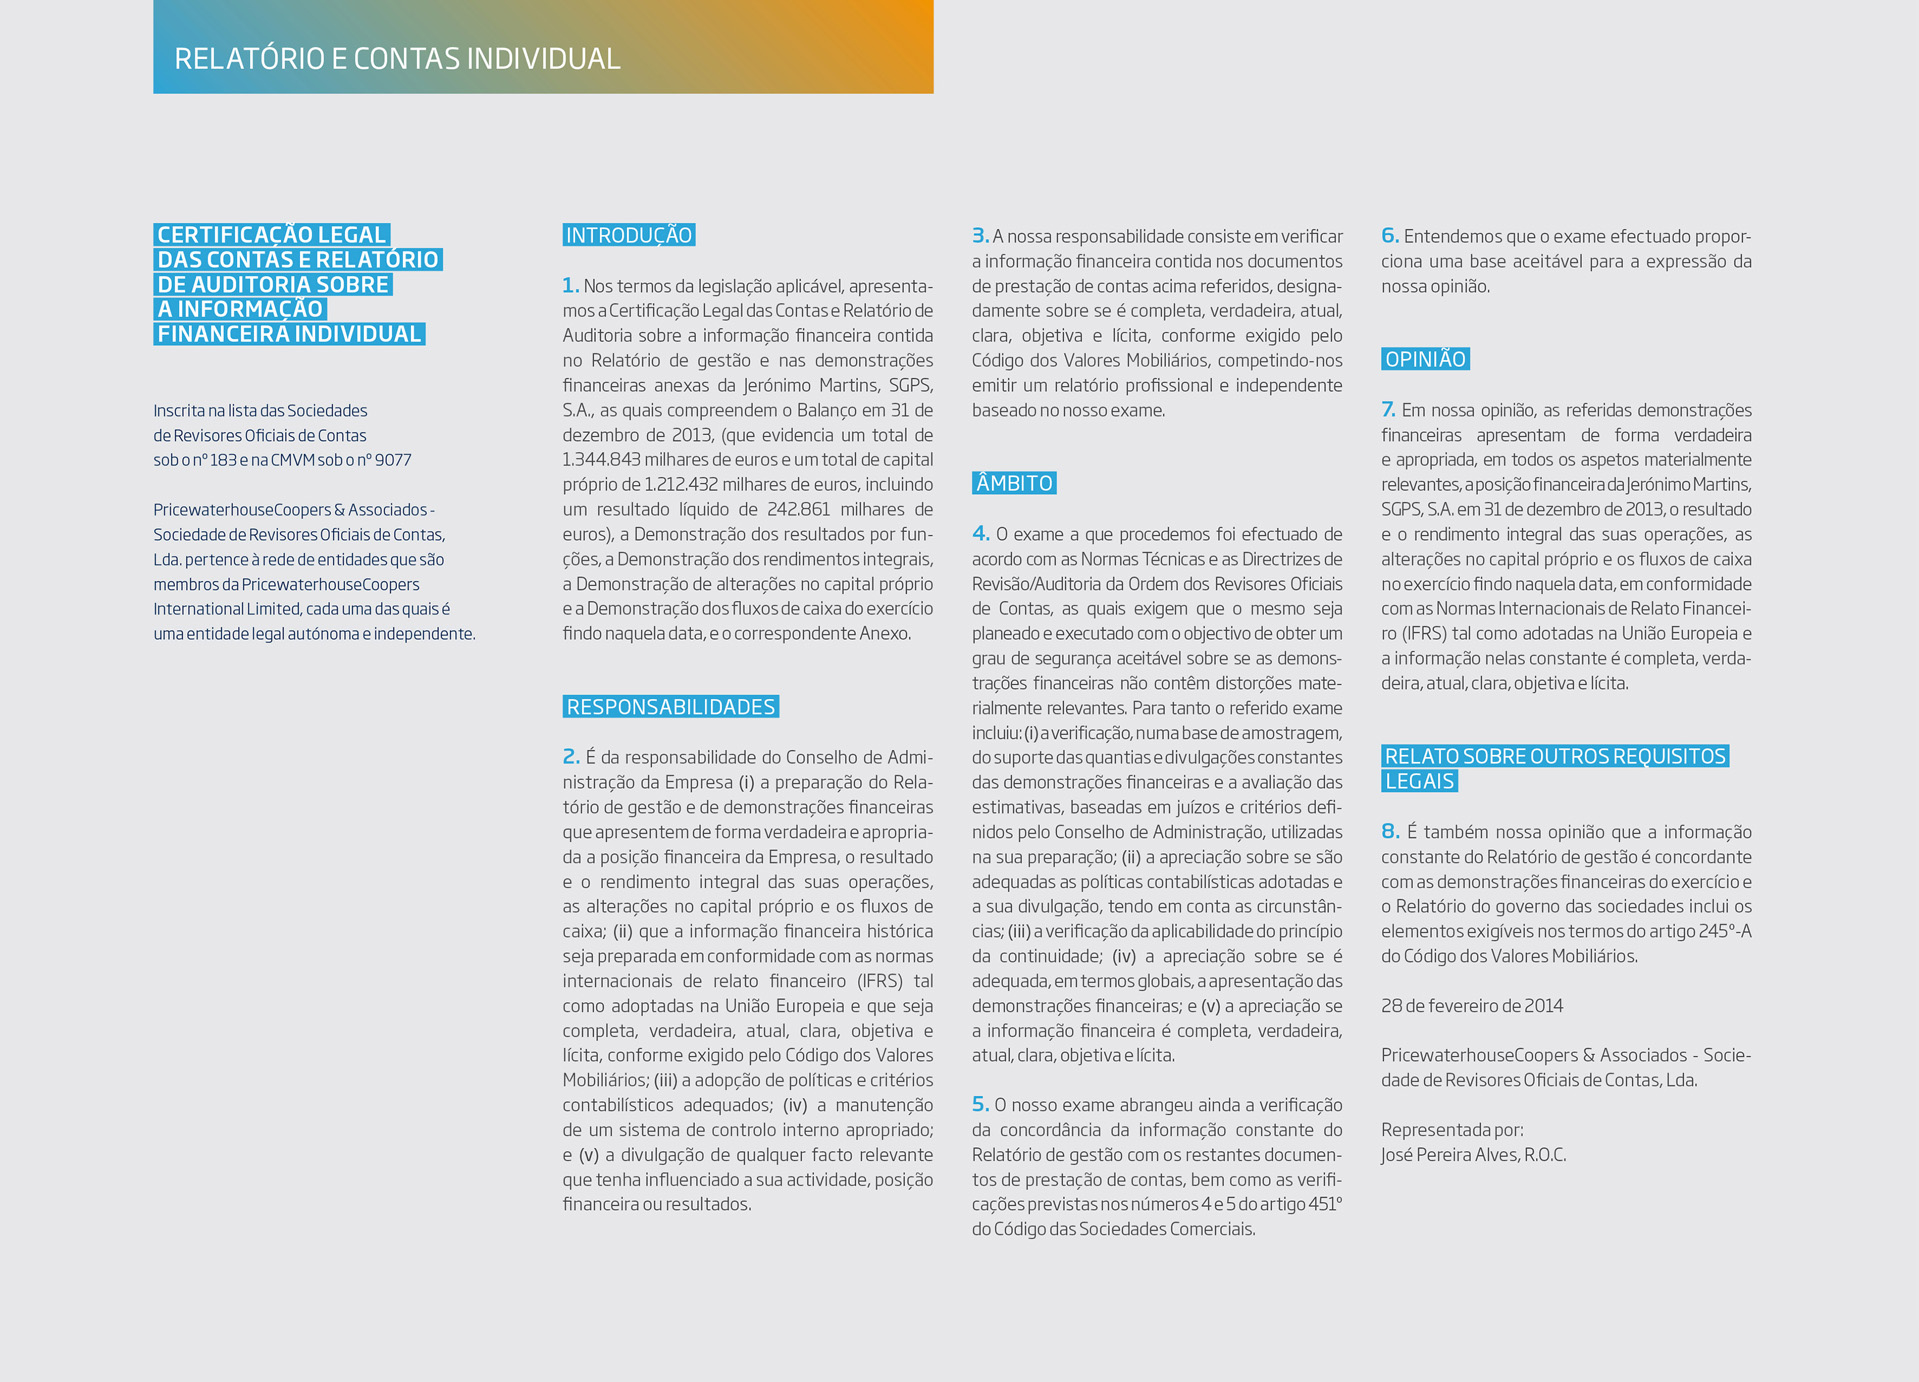 RELATÓRIO E CONTAS INDIVIDUAL
CERTIFICAÇÃO LEGAL
DAS CONTAS E RELATÓRIO
DE AUDITORIA SOBRE
A INFORMAÇÃO
FINANCEIRA INDIVIDUAL
Inscrita na lista das Sociedades
de Revisores Oficiais de Contas
sob o nº 183 e na CMVM sob o nº 9077
PricewaterhouseCoopers & Associados -
Sociedade de Revisores Oficiais de Contas,
Lda. pertence à rede de entidades que são
membros da PricewaterhouseCoopers
International Limited, cada uma das quais é
uma entidade legal autónoma e independente.
INTRODUÇÃO
1. Nos termos da legislação aplicável, apresenta-
mos a Certificação Legal das Contas e Relatório de
Auditoria sobre a informação financeira contida
no Relatório de gestão e nas demonstrações
financeiras anexas da Jerónimo Martins, SGPS,
S.A., as quais compreendem o Balanço em 31 de
dezembro de 2013, (que evidencia um total de
1.344.843 milhares de euros e um total de capital
próprio de 1.212.432 milhares de euros, incluindo
um resultado líquido de 242.861 milhares de
euros), a Demonstração dos resultados por fun-
ções, a Demonstração dos rendimentos integrais,
a Demonstração de alterações no capital próprio
e a Demonstração dos fluxos de caixa do exercício
findo naquela data, e o correspondente Anexo.
RESPONSABILIDADES
2. É da responsabilidade do Conselho de Admi-
nistração da Empresa (i) a preparação do Rela-
tório de gestão e de demonstrações financeiras
que apresentem de forma verdadeira e apropria-
da a posição financeira da Empresa, o resultado
e o rendimento integral das suas operações,
as alterações no capital próprio e os fluxos de
caixa; (ii) que a informação financeira histórica
seja preparada em conformidade com as normas
internacionais de relato financeiro (IFRS) tal
como adoptadas na União Europeia e que seja
completa, verdadeira, atual, clara, objetiva e
lícita, conforme exigido pelo Código dos Valores
Mobiliários; (iii) a adopção de políticas e critérios
contabilísticos adequados; (iv) a manutenção
de um sistema de controlo interno apropriado;
e (v) a divulgação de qualquer facto relevante
que tenha influenciado a sua actividade, posição
financeira ou resultados.
3. A nossa responsabilidade consiste em verificar
a informação financeira contida nos documentos
de prestação de contas acima referidos, designa-
damente sobre se é completa, verdadeira, atual,
clara, objetiva e lícita, conforme exigido pelo
Código dos Valores Mobiliários, competindo-nos
emitir um relatório profissional e independente
baseado no nosso exame.
ÂMBITO
4. O exame a que procedemos foi efectuado de
acordo com as Normas Técnicas e as Directrizes de
Revisão/Auditoria da Ordem dos Revisores Oficiais
de Contas, as quais exigem que o mesmo seja
planeado e executado com o objectivo de obter um
grau de segurança aceitável sobre se as demons-
trações financeiras não contêm distorções mate-
rialmente relevantes. Para tanto o referido exame
incluiu: (i) a verificação, numa base de amostragem,
do suporte das quantias e divulgações constantes
das demonstrações financeiras e a avaliação das
estimativas, baseadas em juízos e critérios defi-
nidos pelo Conselho de Administração, utilizadas
na sua preparação; (ii) a apreciação sobre se são
adequadas as políticas contabilísticas adotadas e
a sua divulgação, tendo em conta as circunstân-
cias; (iii) a verificação da aplicabilidade do princípio
da continuidade; (iv) a apreciação sobre se é
adequada, em termos globais, a apresentação das
demonstrações financeiras; e (v) a apreciação se
a informação financeira é completa, verdadeira,
atual, clara, objetiva e lícita.
5. O nosso exame abrangeu ainda a verificação
da concordância da informação constante do
Relatório de gestão com os restantes documen-
tos de prestação de contas, bem como as verifi-
cações previstas nos números 4 e 5 do artigo 451º
do Código das Sociedades Comerciais.
6. Entendemos que o exame efectuado propor-
ciona uma base aceitável para a expressão da
nossa opinião.
OPINIÃO
7. Em nossa opinião, as referidas demonstrações
financeiras apresentam de forma verdadeira
e apropriada, em todos os aspetos materialmente
relevantes, a posição financeira da Jerónimo Martins,
SGPS, S.A. em 31 de dezembro de 2013, o resultado
e o rendimento integral das suas operações, as
alterações no capital próprio e os fluxos de caixa
no exercício findo naquela data, em conformidade
com as Normas Internacionais de Relato Financei-
ro (IFRS) tal como adotadas na União Europeia e
a informação nelas constante é completa, verda-
deira, atual, clara, objetiva e lícita.
RELATO SOBRE OUTROS REQUISITOS
LEGAIS
8. É também nossa opinião que a informação
constante do Relatório de gestão é concordante
com as demonstrações financeiras do exercício e
o Relatório do governo das sociedades inclui os
elementos exigíveis nos termos do artigo 245º-A
do Código dos Valores Mobiliários.
28 de fevereiro de 2014
PricewaterhouseCoopers & Associados - Socie-
dade de Revisores Oficiais de Contas, Lda.
Representada por:
José Pereira Alves, R.O.C.